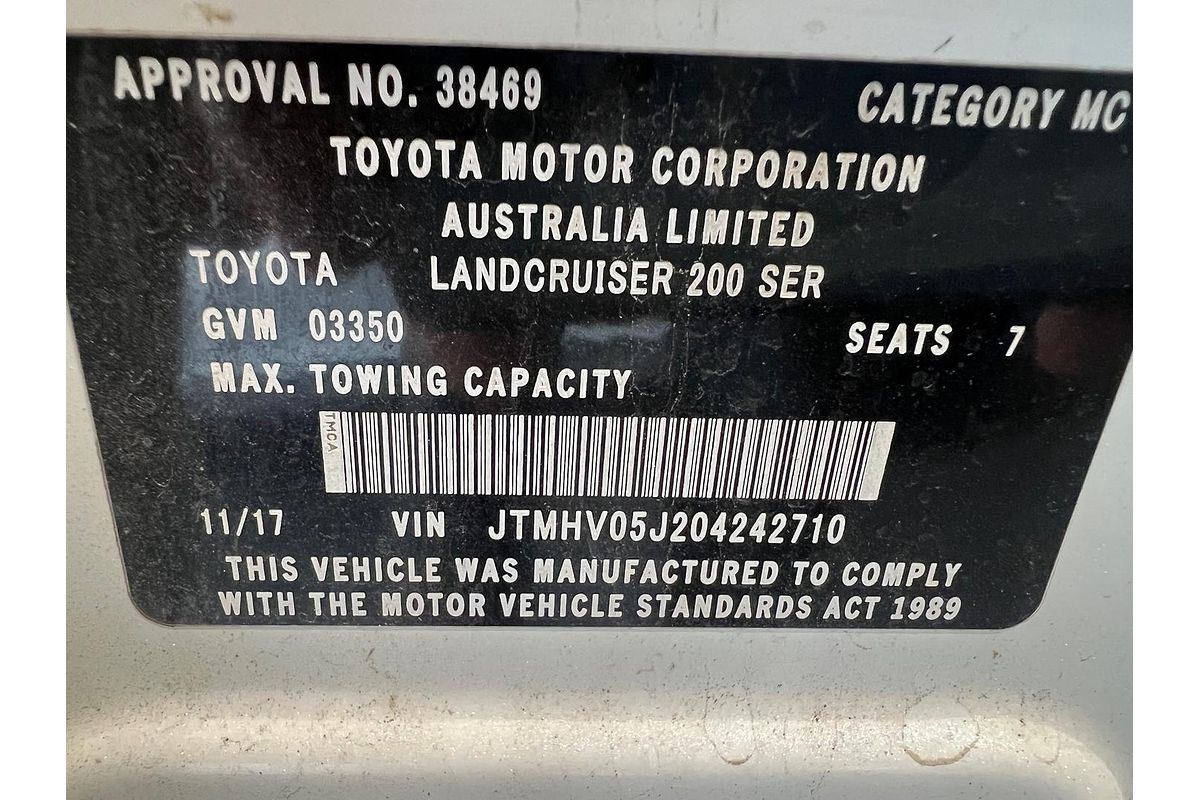 APPROVAL NO. 38469 CATEGORY MC
TOYOTA MOTOR CORPORATION
AUSTRALIA LIMITED
TOYOTA LANDCRUISER 200 SER
GVM 03350 SEATS 7
MAX. TOWING CAPACITY
TMCA
11/17 VIN JTMHV05J204242710
THIS VEHICLE WAS MANUFACTURED TO COMPLY
WITH THE MOTOR VEHICLE STANDARDS ACT 1989